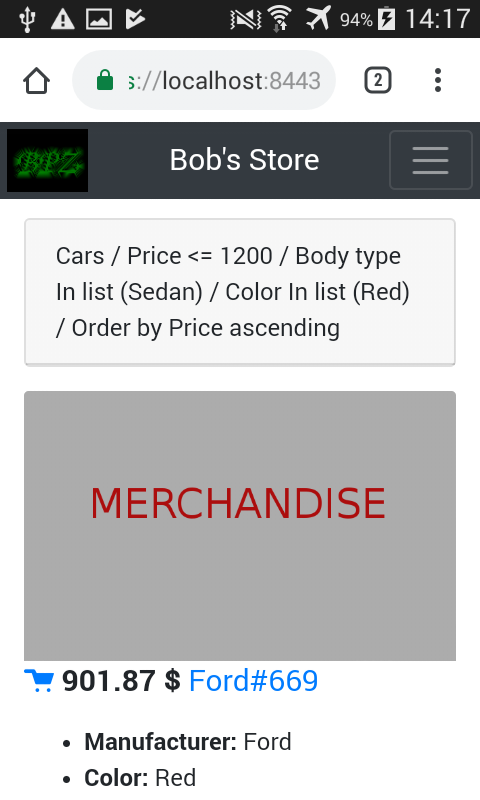 94% 14:17
s://localhost:8443 2
BPZ Bob's Store
Cars / Price <= 1200 / Body type
In list (Sedan) / Color In list (Red)
/ Order by Price ascending
MERCHANDISE
901.87 $ Ford#669
• Manufacturer: Ford
• Color: Red